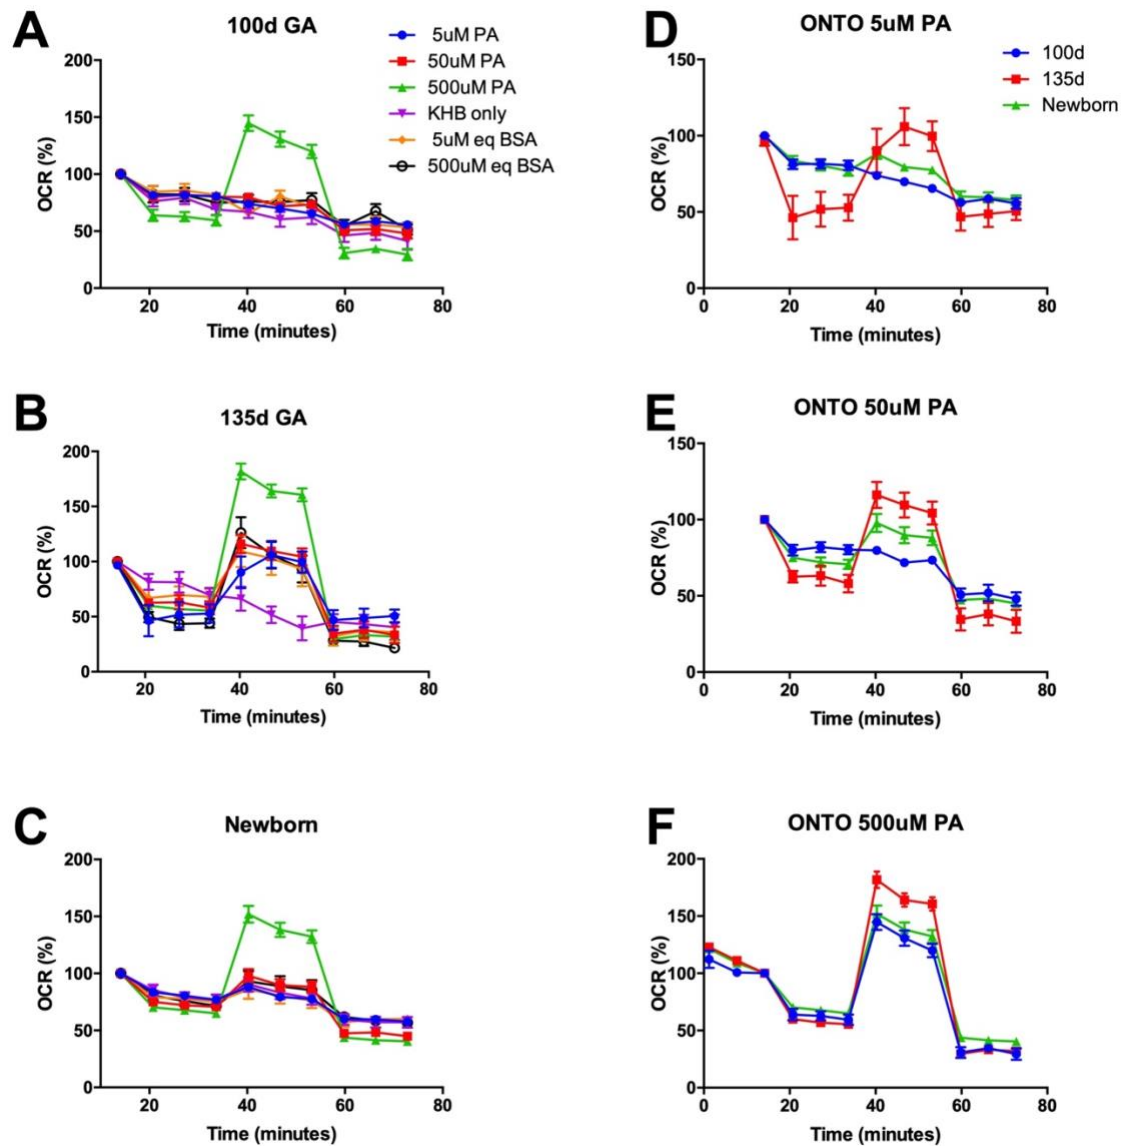 A
100d GA
5uM PA
50uM PA
500uM PA
KHB only
5uM eq BSA
500uM eq BSA
OCR (%)
200
150
100
50
0
20 40 60 80
Time (minutes)
D
ONTO 5uM PA
100d
135d
Newborn
OCR (%)
150
100
50
0
0 20 40 60 80
Time (minutes)
B
135d GA
OCR (%)
200
150
100
50
0
20 40 60 80
Time (minutes)
E
ONTO 50uM PA
OCR (%)
150
100
50
0
0 20 40 60 80
Time (minutes)
C
Newborn
OCR (%)
200
150
100
50
0
20 40 60 80
Time (minutes)
F
ONTO 500uM PA
OCR (%)
200
150
100
50
0
0 20 40 60 80
Time (minutes)